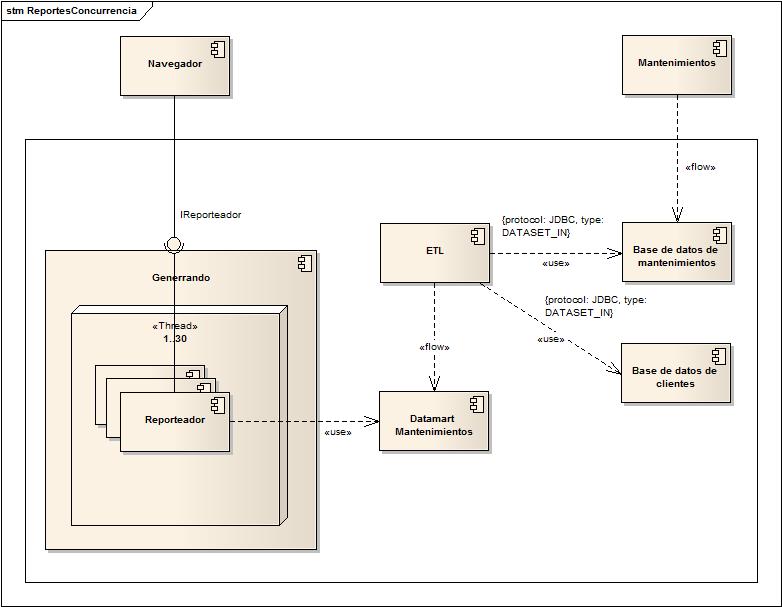 stm ReportesConcurrencia
Navegador
Mantenimientos
«flow»
IReporteador
{protocol: JDBC, type:
DATASET_IN}
ETL
«use»
Base de datos de
mantenimientos
Generrando
{protocol: JDBC, type:
DATASET_IN}
«use»
«Thread»
1..30
«flow»
Base de datos de
clientes
Reporteador
«use»
Datamart
Mantenimientos